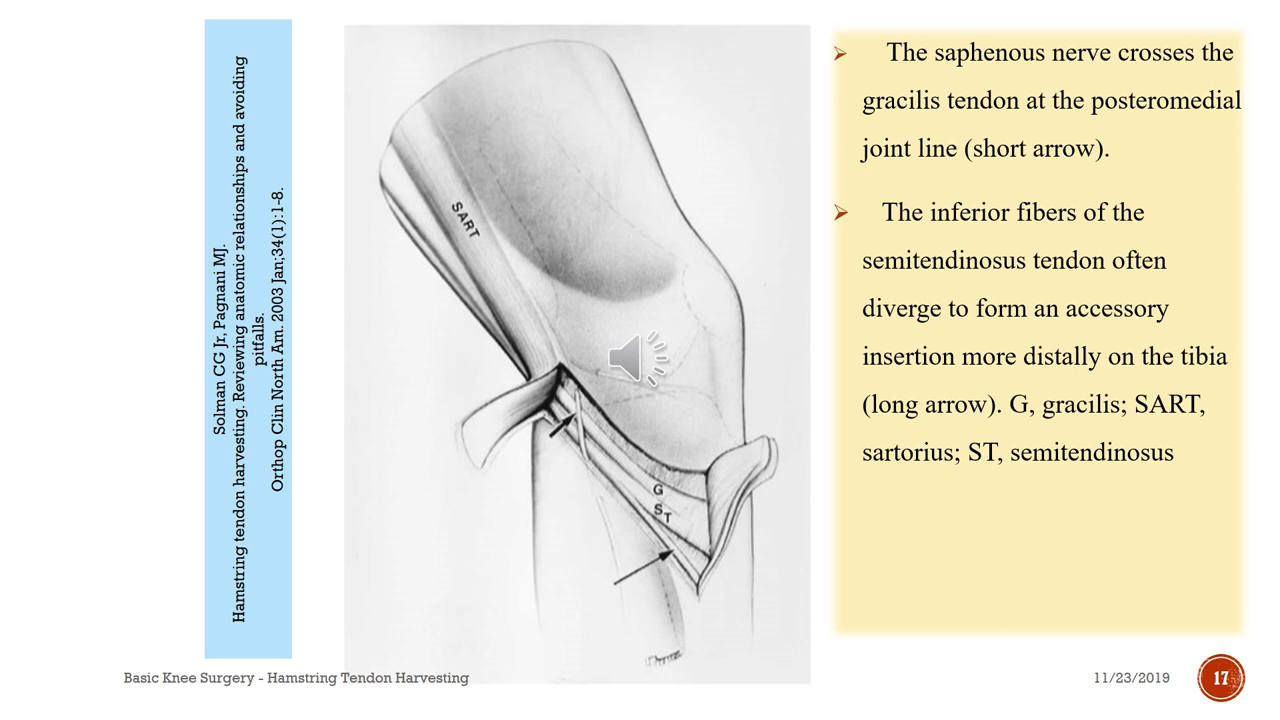 Solman CG Jr, Pagnani MJ.
Hamstring tendon harvesting. Reviewing anatomic relationships and avoiding
pitfalls.
Orthop Clin North Am. 2003 Jan;34(1):1-8.
SART
G
ST
The saphenous nerve crosses the
gracilis tendon at the posteromedial
joint line (short arrow).
The inferior fibers of the
semitendinosus tendon often
diverge to form an accessory
insertion more distally on the tibia
(long arrow). G, gracilis; SART,
sartorius; ST, semitendinosus
Basic Knee Surgery - Hamstring Tendon Harvesting
11/23/2019
17